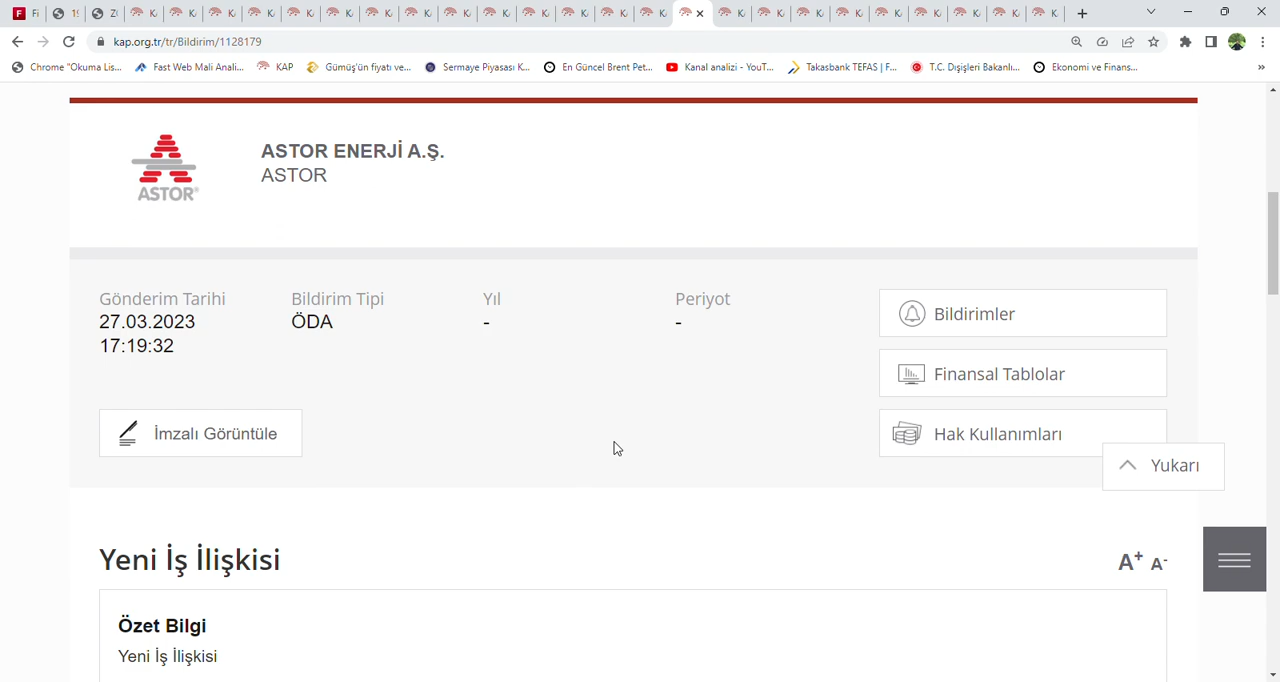 F Fi 19 Z(
kap.org.tr/tr/Bildirim/1128179
Chrome "Okuma Lis... Fast Web Mali Anali... KAP Gümüş'ün fiyatı ve... Sermaye Piyasası K... En Güncel Brent Pet... Kanal analizi - YouT... Takasbank TEFAS | F... T.C. Dışişleri Bakanlı... Ekonomi ve Finans... »
ASTOR®
ASTOR ENERJİ A.Ş.
ASTOR
Gönderim Tarihi Bildirim Tipi Yıl Periyot
27.03.2023 ÖDA - -
17:19:32
Bildirimler
Finansal Tablolar
İmzalı Görüntüle
Hak Kullanımları
Yukarı
Yeni İş İlişkisi
A+ A-
Özet Bilgi
Yeni İş İlişkisi